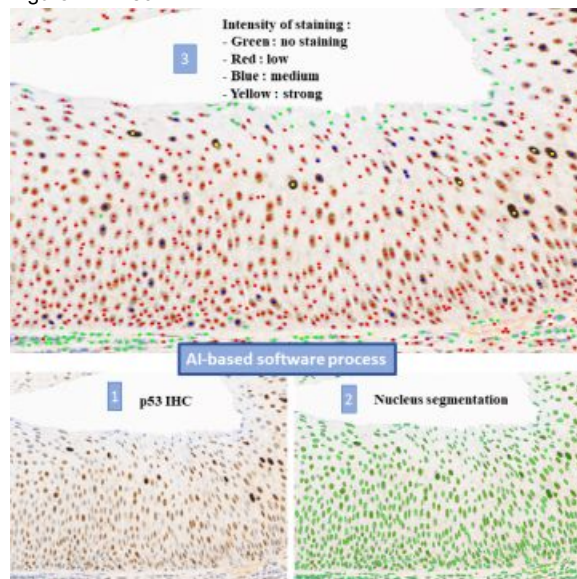 3
Intensity of staining :
- Green : no staining
- Red : low
- Blue : medium
- Yellow : strong
AI-based software process
1
p53 IHC
2
Nucleus segmentation